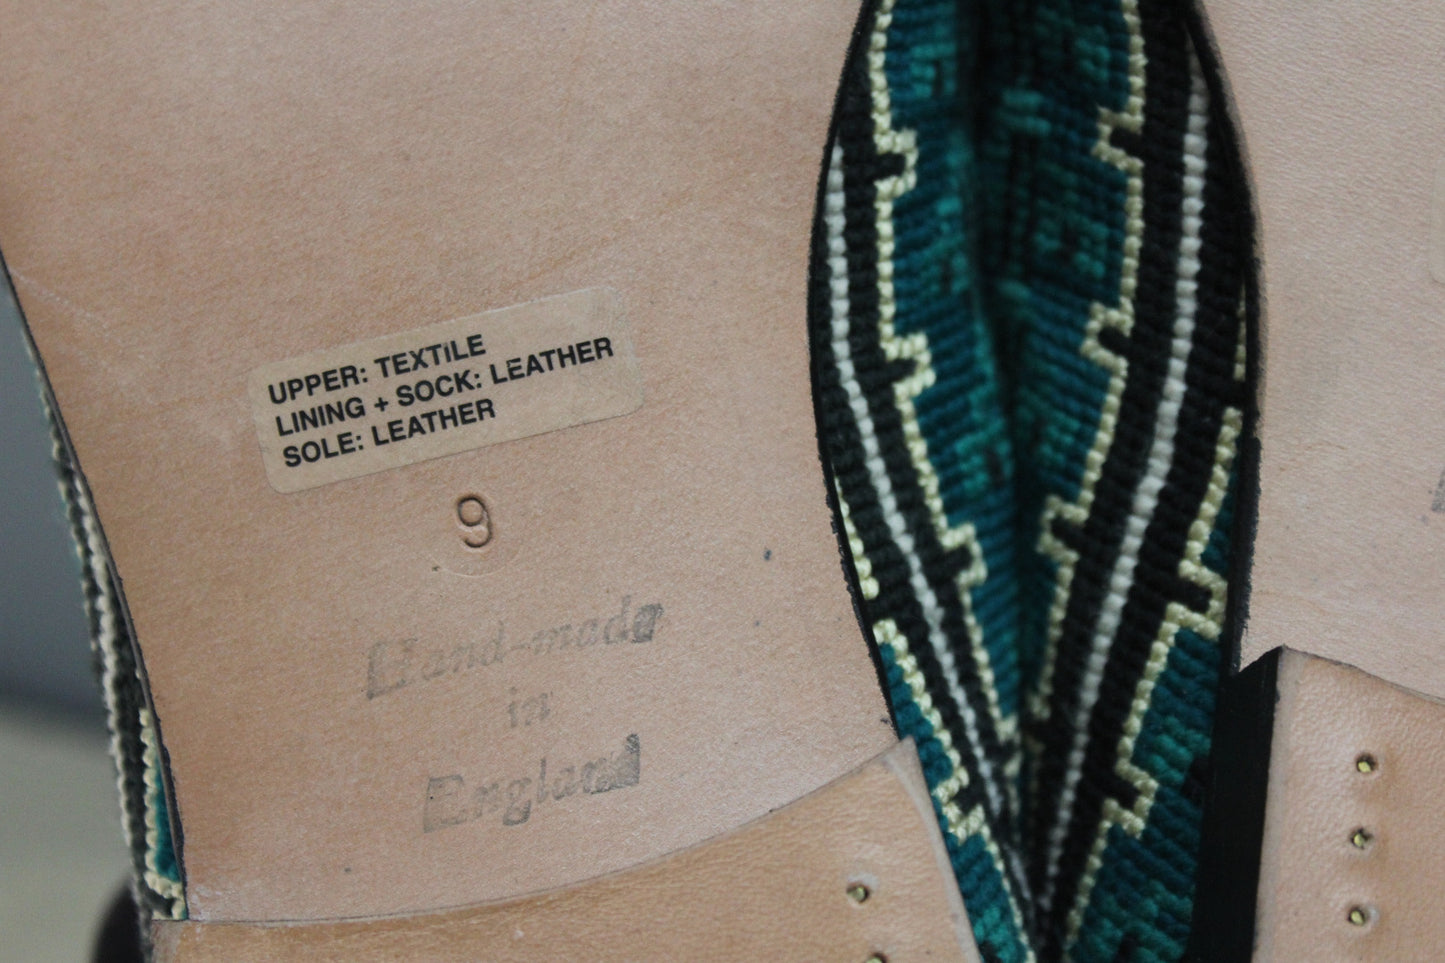 UPPER: TEXTILE
LINING + SOCK: LEATHER
SOLE: LEATHER
9
Hand-made
in
England